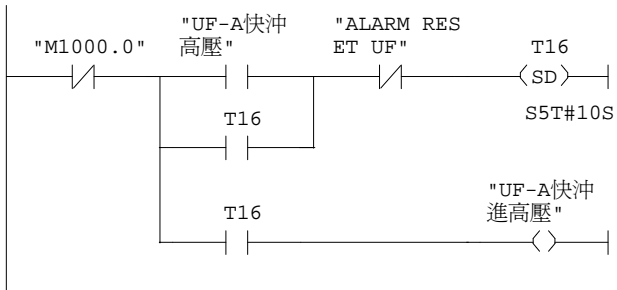 "UF-A快沖
高壓"
"ALARM RES
ET UF"
"M1000.0"
T16
SD
T16
S5T#10S
"UF-A快沖
進高壓"
T16